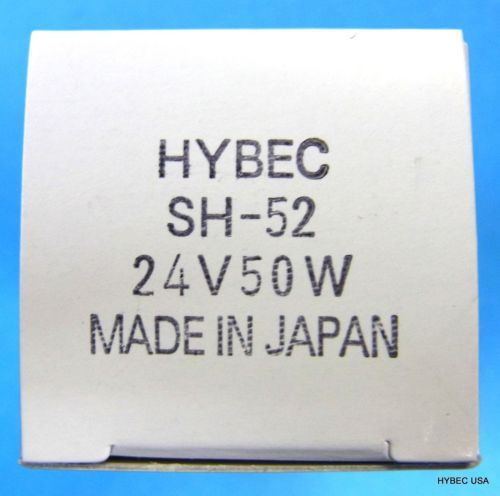 HYBEC
SH-52
24V50W
MADE IN JAPAN
HYBEC USA